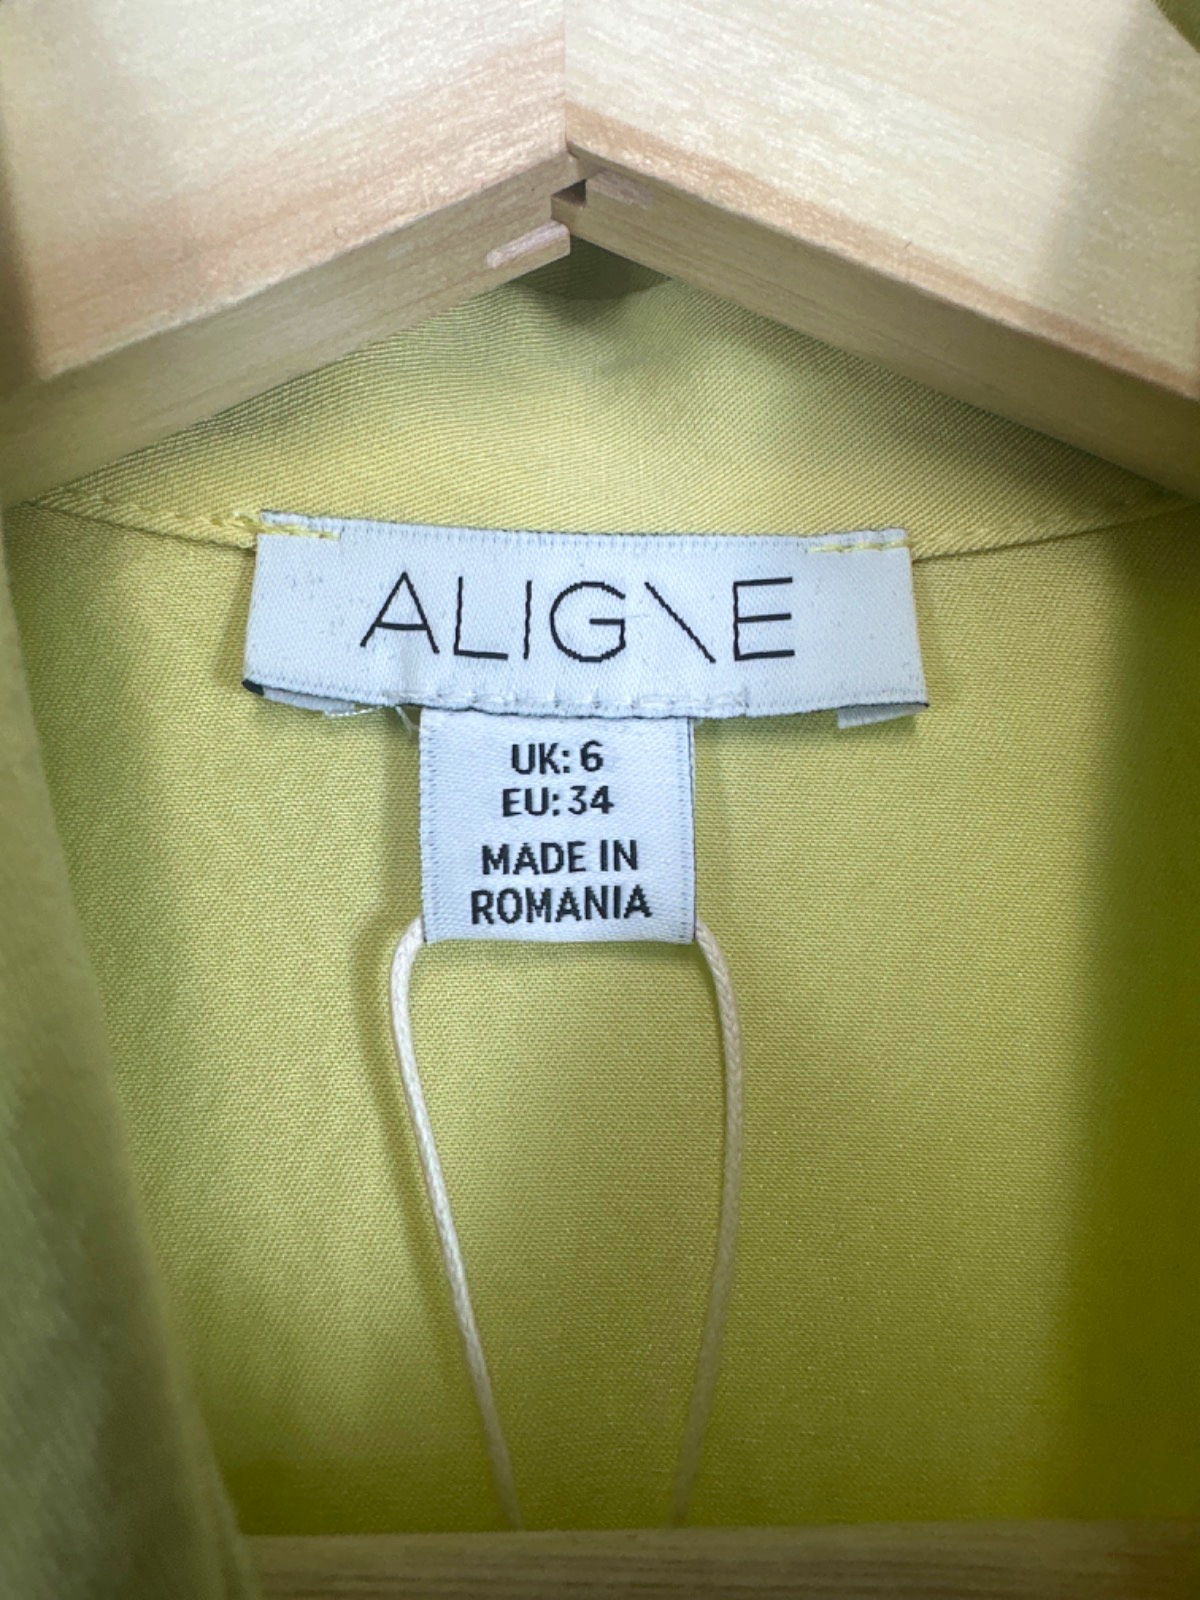 ALIGNE
UK: 6
EU: 34
MADE IN
ROMANIA